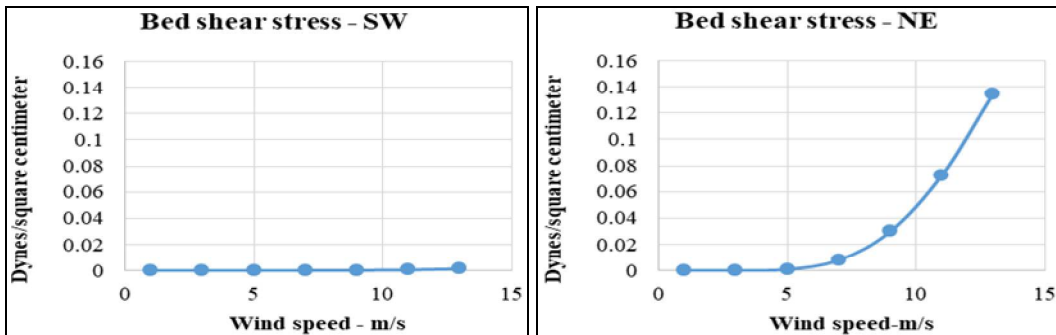 Bed shear stress - SW
Dynes/square centimeter
0.16
0.14
0.12
0.1
0.08
0.06
0.04
0.02
0
0 5 10 15
Wind speed - m/s
Bed shear stress - NE
Dynes/square centimeter
0.16
0.14
0.12
0.1
0.08
0.06
0.04
0.02
0
0 5 10 15
Wind speed-m/s